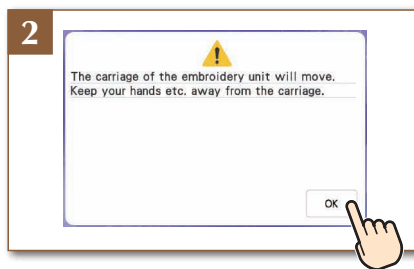 2
The carriage of the embroidery unit will move.
Keep your hands etc. away from the carriage.
OK